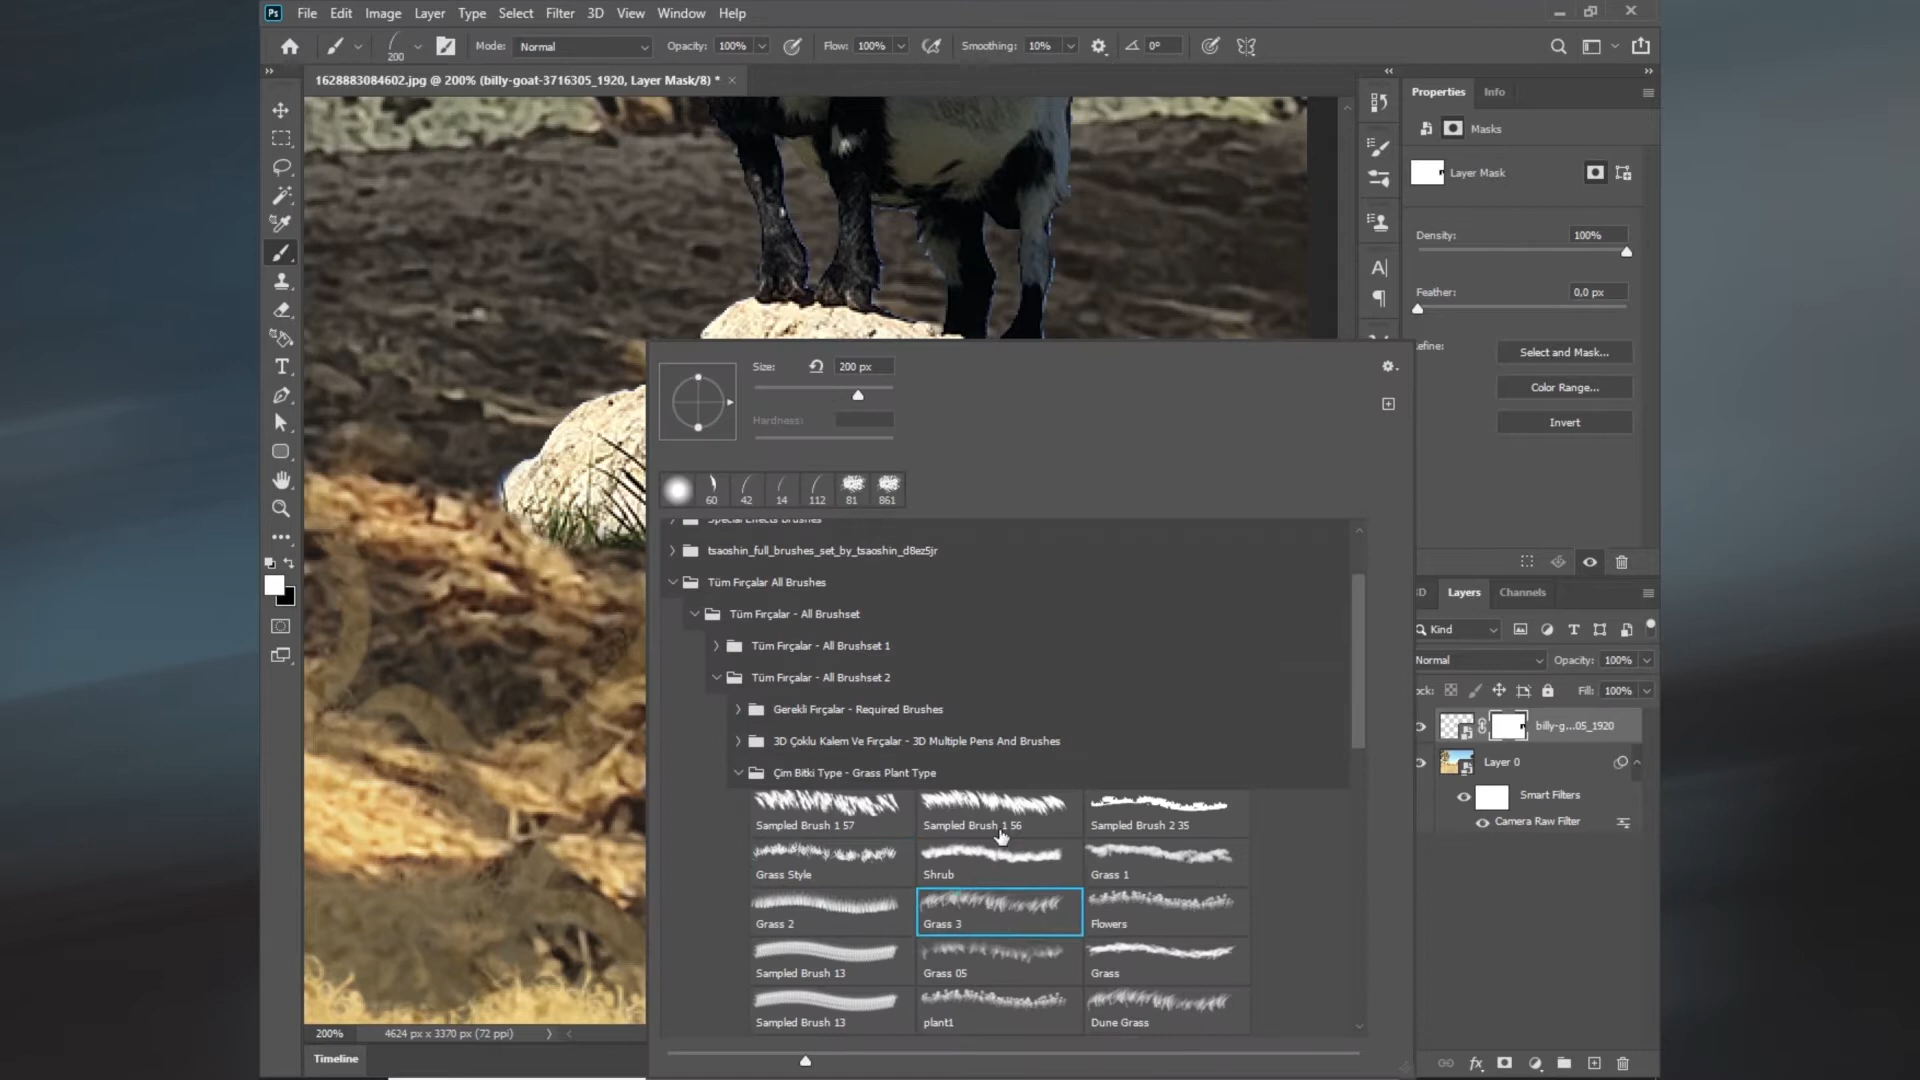 Ps File Edit Image Layer Type Select Filter 3D View Window Help
200 Mode: Normal Opacity: 100% Flow: 100% Smoothing: 10% 0°
1628883084602.jpg @ 200% (billy-goat-3716305_1920, Layer Mask/8) *
Properties Info
Masks
Layer Mask
Density: 100%
Feather: 0,0 px
Select and Mask...
Color Range...
Invert
Size: 200 px
Hardness:
60 42 14 112 81 861
Special Effects Brushes
tsaoshin_full_brushes_set_by_tsaoshin_d8ez5jr
Tüm Fırçalar All Brushes
Tüm Fırçalar - All Brushset
Tüm Fırçalar - All Brushset 1
Tüm Fırçalar - All Brushset 2
Gerekli Fırçalar - Required Brushes
3D Çoklu Kalem Ve Fırçalar - 3D Multiple Pens And Brushes
Çim Bitki Type - Grass Plant Type
Sampled Brush 1 57 Sampled Brush 1 56 Sampled Brush 2 35
Grass Style Shrub Grass 1
Grass 2 Grass 3 Flowers
Sampled Brush 13 Grass 05 Grass
Sampled Brush 13 plant1 Dune Grass
Layers Channels
Kind
Normal Opacity: 100%
Fill: 100%
billy-g...05_1920
Layer 0
Smart Filters
Camera Raw Filter
200% 4624 px x 3370 px (72 ppi)
Timeline